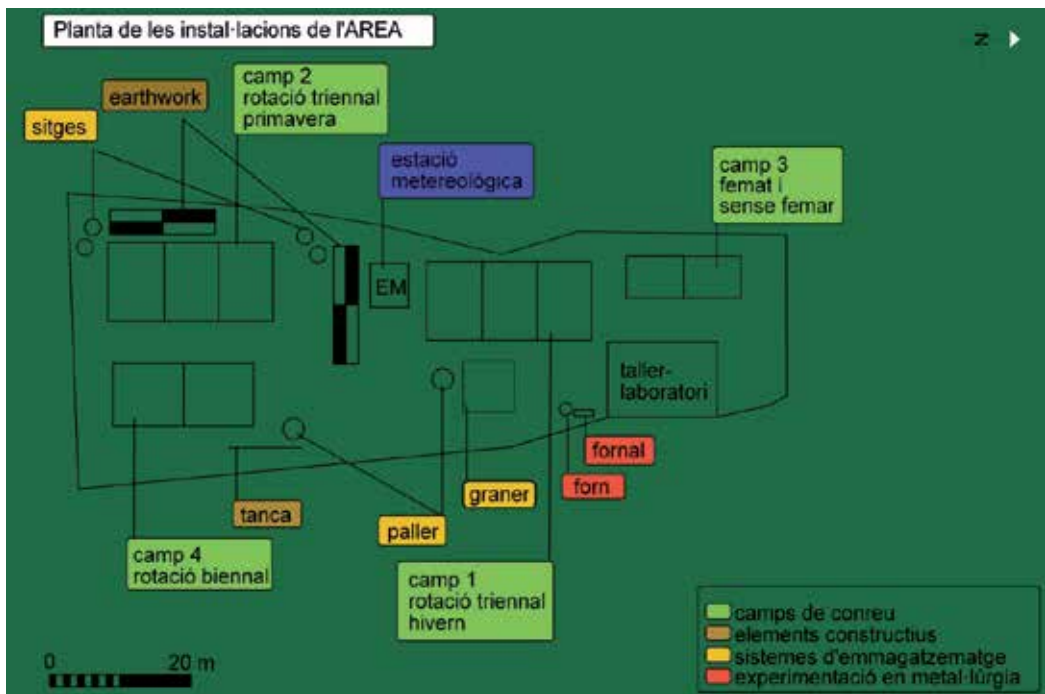 Planta de les instal·lacions de l'ÀREA
N
earthwork
camp 2
rotació triennal
primavera
sitges
estació
metereològica
camp 3
femat i
sense femar
EM
taller-
laboratori
fornal
forn
graner
tanca
paller
camp 4
rotació biennal
camp 1
rotació triennal
hivern
camps de conreu
elements constructius
sistemes d'emmagatzematge
experimentació en metal·lúrgia
0 20 m